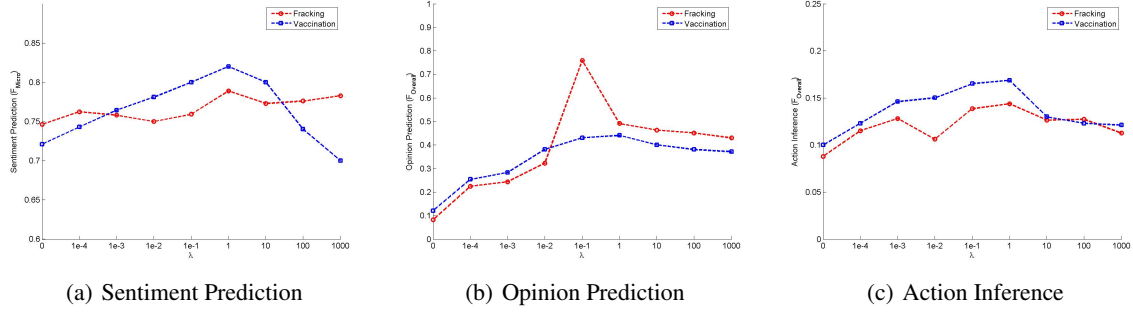 Fracking
Vaccination
0.85
0.8
0.75
0.7
0.65
0.6
Sentiment Prediction (F_Micro)
0 1e-4 1e-3 1e-2 1e-1 1 10 100 1000
λ
(a) Sentiment Prediction
Fracking
Vaccination
1
0.9
0.8
0.7
0.6
0.5
0.4
0.3
0.2
0.1
0
Opinion Prediction (F_Overall)
0 1e-4 1e-3 1e-2 1e-1 1 10 100 1000
λ
(b) Opinion Prediction
Fracking
Vaccination
0.25
0.2
0.15
0.1
0.05
0
Action Inference (F_Overall)
0 1e-4 1e-3 1e-2 1e-1 1 10 100 1000
λ
(c) Action Inference